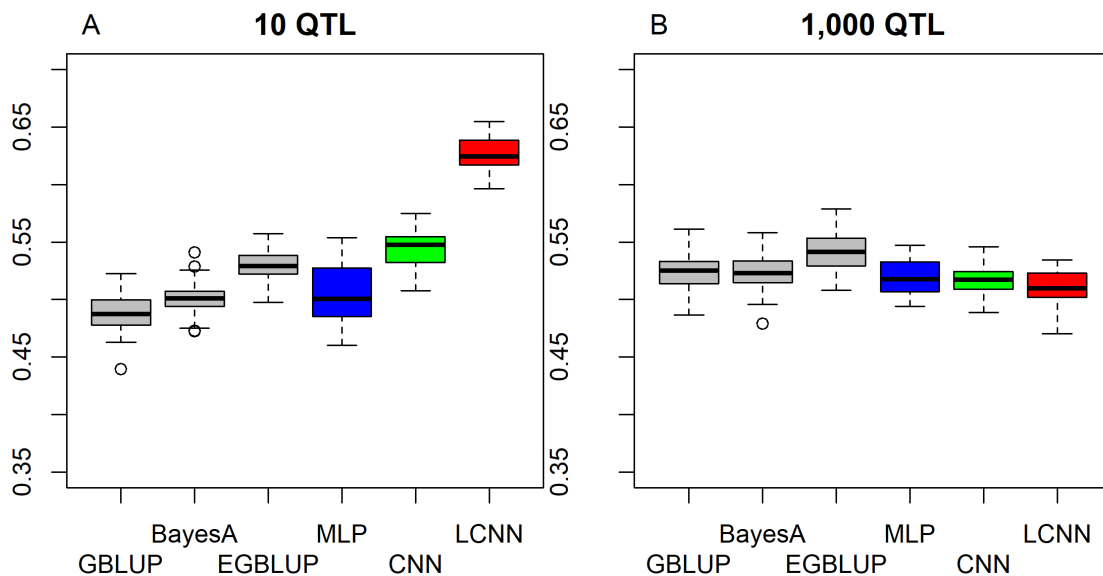 A
10 QTL
0.65
0.55
0.45
0.35
BayesA
MLP
LCNN
GBLUP
EGBLUP
CNN
B
1,000 QTL
0.65
0.55
0.45
0.35
BayesA
MLP
LCNN
GBLUP
EGBLUP
CNN